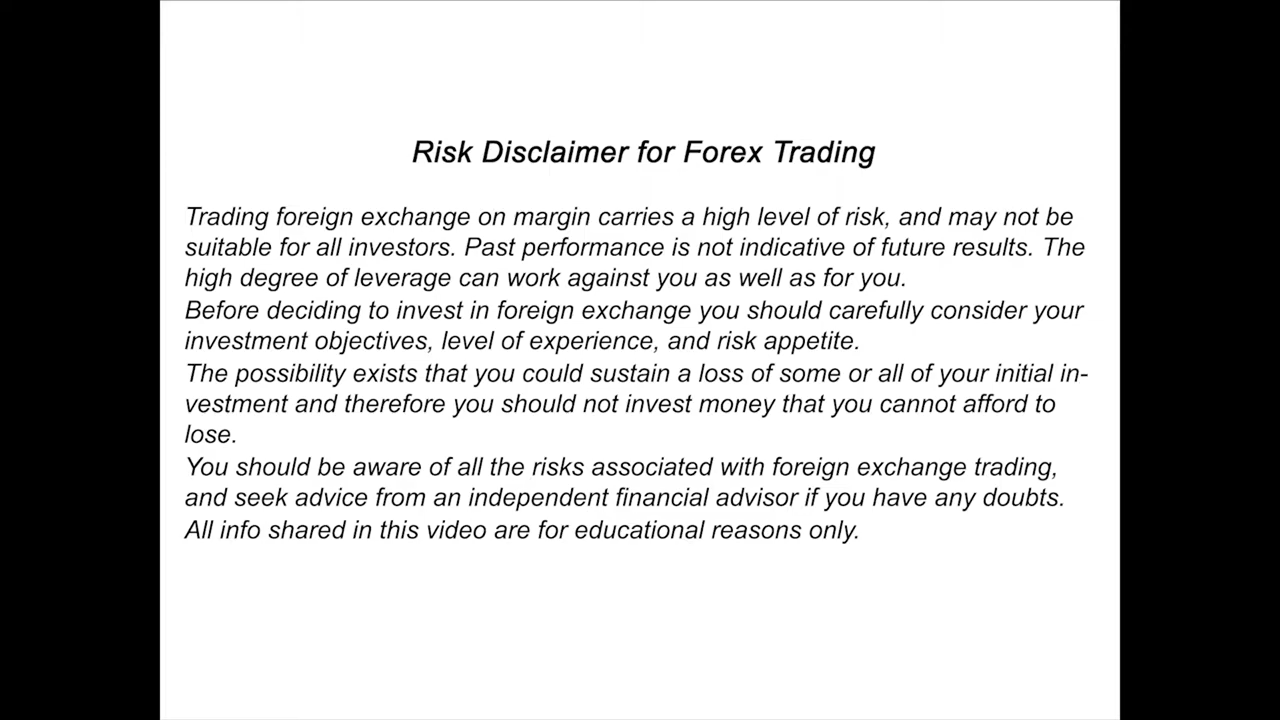 Risk Disclaimer for Forex Trading
Trading foreign exchange on margin carries a high level of risk, and may not be
suitable for all investors. Past performance is not indicative of future results. The
high degree of leverage can work against you as well as for you.
Before deciding to invest in foreign exchange you should carefully consider your
investment objectives, level of experience, and risk appetite.
The possibility exists that you could sustain a loss of some or all of your initial in-
vestment and therefore you should not invest money that you cannot afford to
lose.
You should be aware of all the risks associated with foreign exchange trading,
and seek advice from an independent financial advisor if you have any doubts.
All info shared in this video are for educational reasons only.